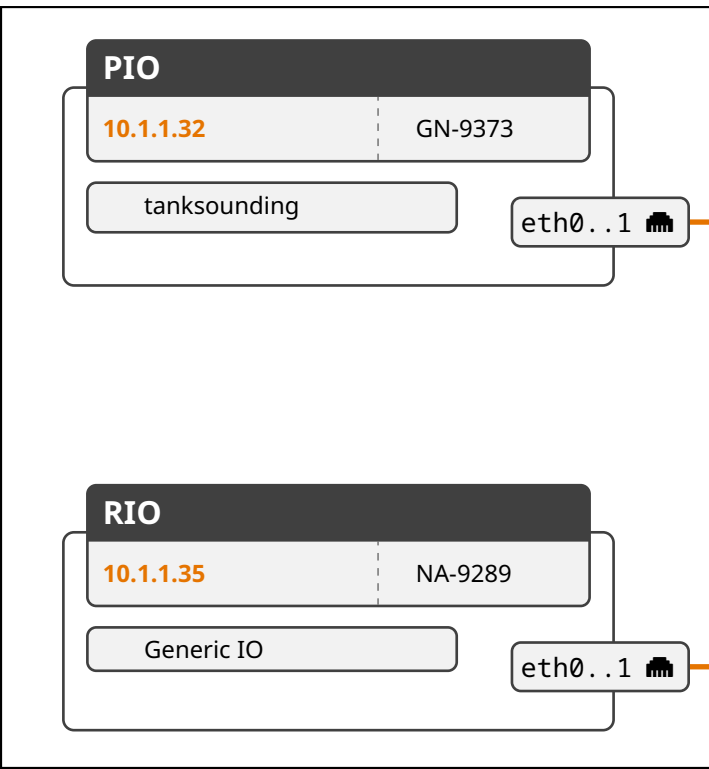 PIO
10.1.1.32 GN-9373
tanksounding
eth0..1
RIO
10.1.1.35 NA-9289
Generic IO
eth0..1